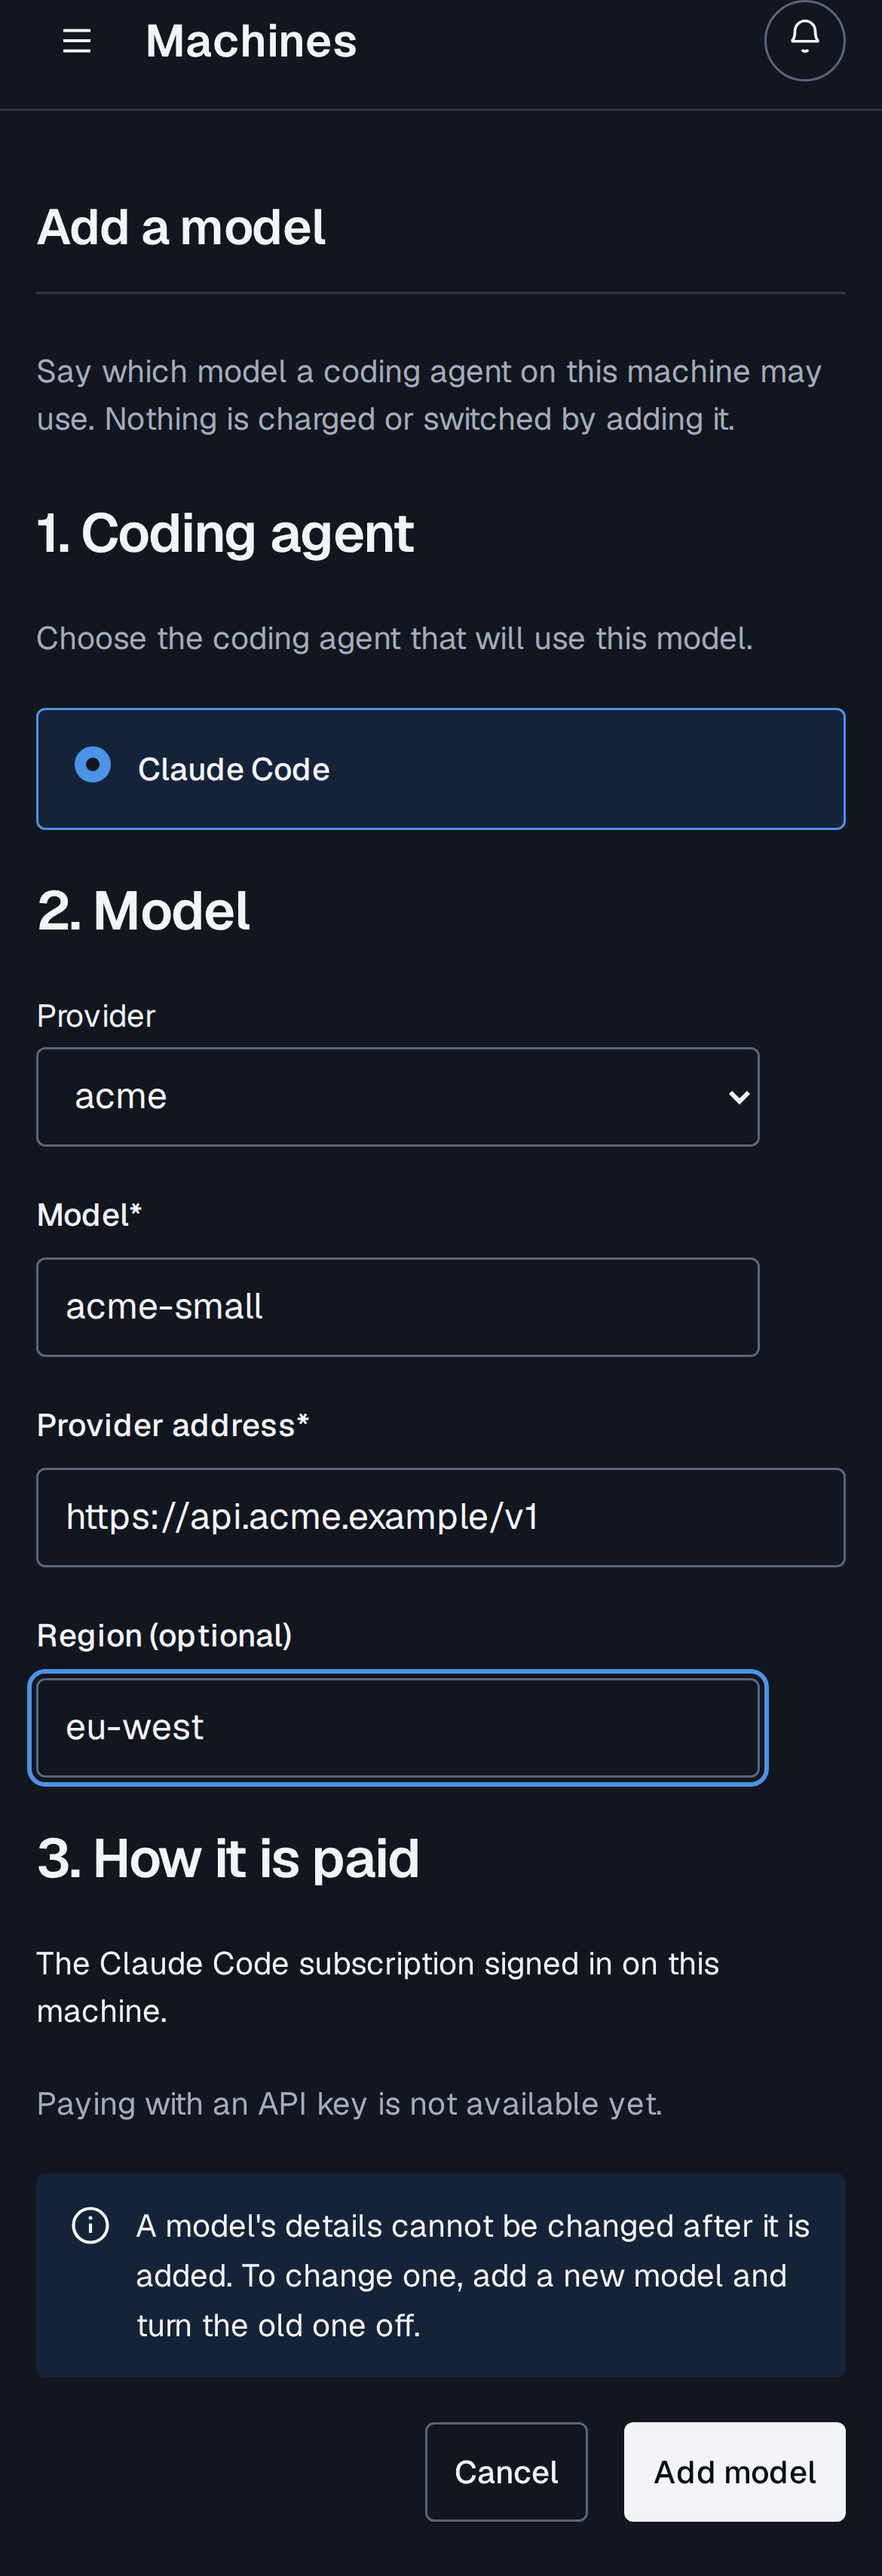 Machines
Add a model
Say which model a coding agent on this machine may
use. Nothing is charged or switched by adding it.
1. Coding agent
Choose the coding agent that will use this model.
Claude Code
2. Model
Provider
acme
Model*
acme-small
Provider address*
https://api.acme.example/v1
Region (optional)
eu-west
3. How it is paid
The Claude Code subscription signed in on this
machine.
Paying with an API key is not available yet.
A model's details cannot be changed after it is
added. To change one, add a new model and
turn the old one off.
Cancel
Add model